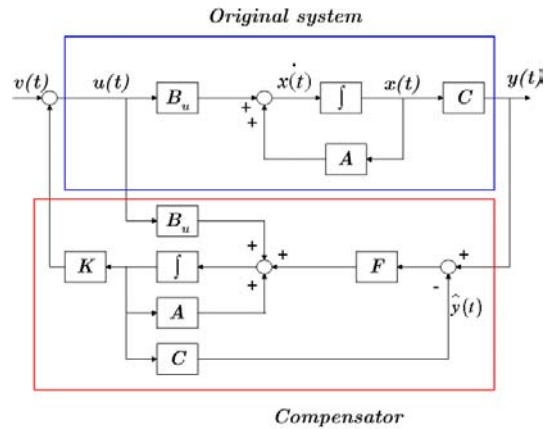 Original system
v(t) u(t) B_u + + ẋ(t) ∫ x(t) C y(t)
A
B_u
+
K ∫ + + F + -
+
A ŷ(t)
C
Compensator